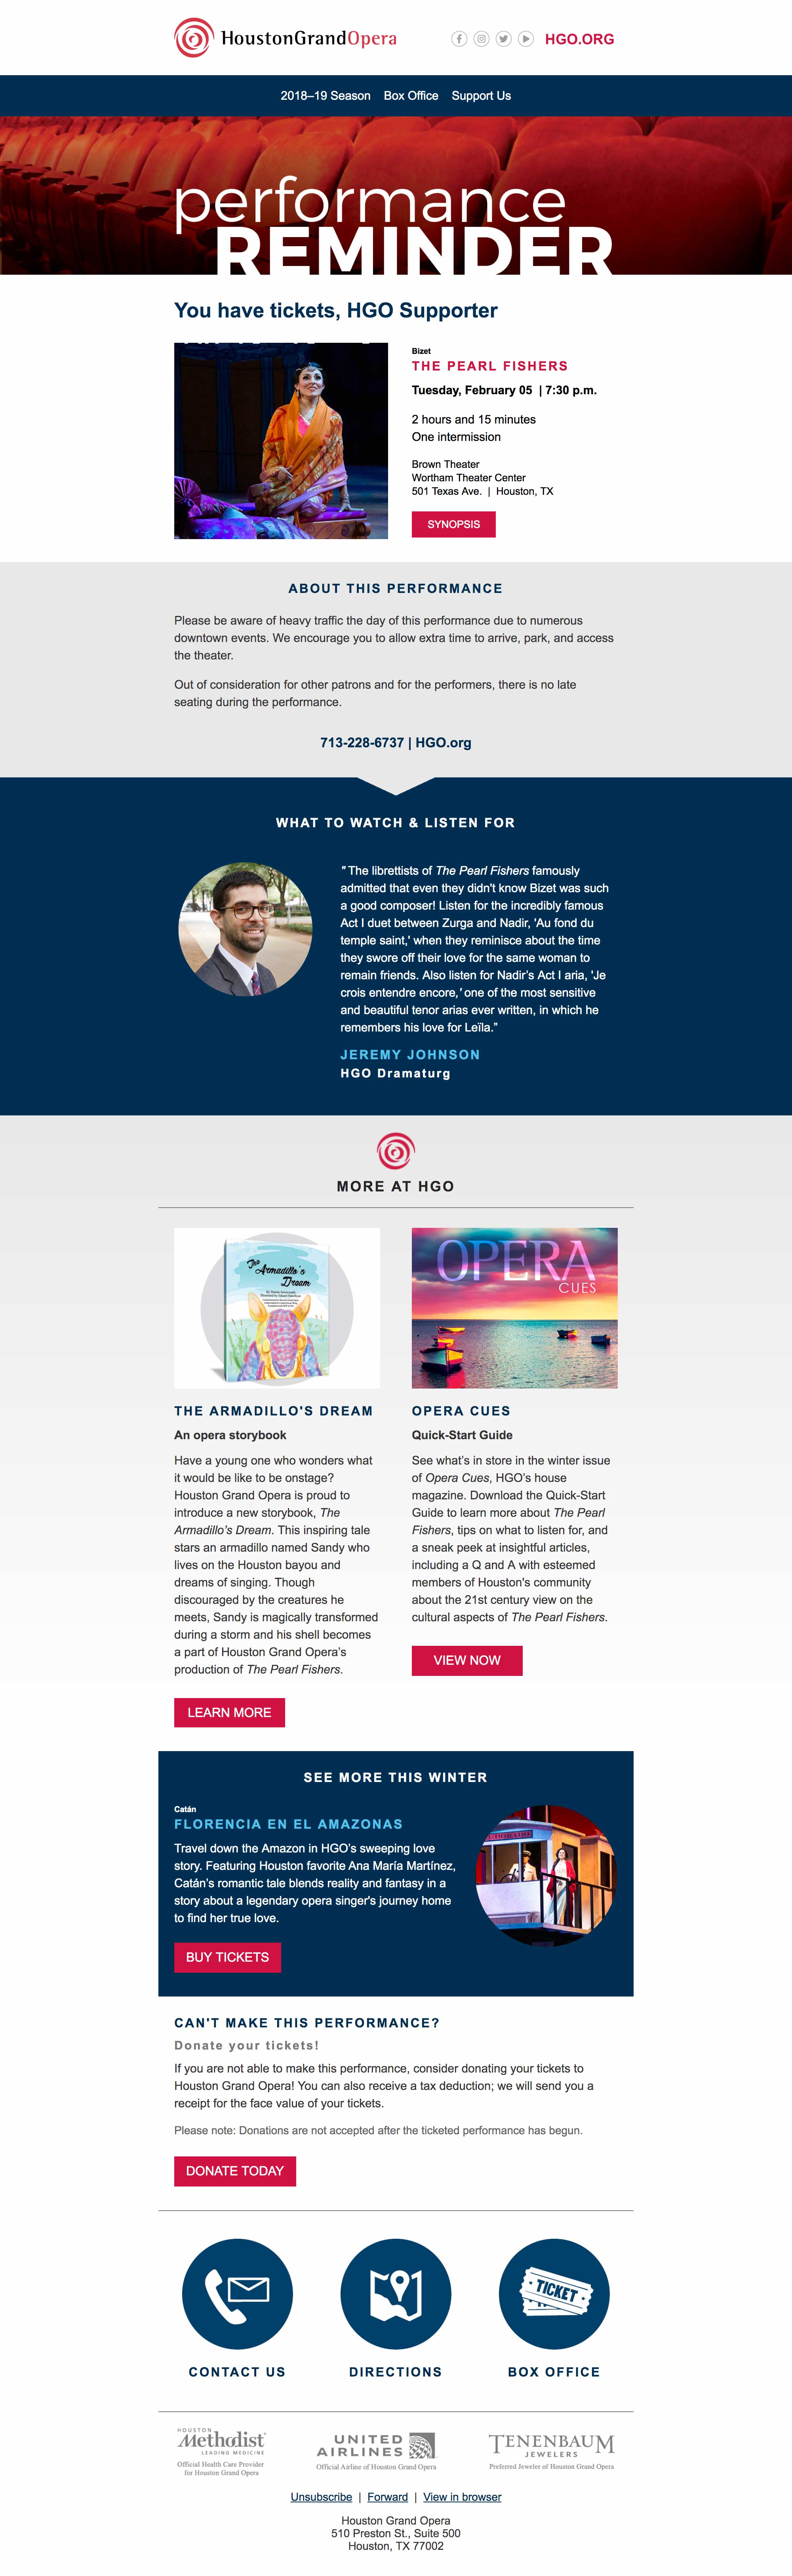 HoustonGrandOpera
HGO.ORG
2018–19 Season Box Office Support Us
performance
REMINDER
You have tickets, HGO Supporter
Bizet
THE PEARL FISHERS
Tuesday, February 05 | 7:30 p.m.
2 hours and 15 minutes
One intermission
Brown Theater
Wortham Theater Center
501 Texas Ave. | Houston, TX
SYNOPSIS
ABOUT THIS PERFORMANCE
Please be aware of heavy traffic the day of this performance due to numerous
downtown events. We encourage you to allow extra time to arrive, park, and access
the theater.
Out of consideration for other patrons and for the performers, there is no late
seating during the performance.
713-228-6737 | HGO.org
WHAT TO WATCH & LISTEN FOR
" The librettists of The Pearl Fishers famously
admitted that even they didn't know Bizet was such
a good composer! Listen for the incredibly famous
Act I duet between Zurga and Nadir, 'Au fond du
temple saint,' when they reminisce about the time
they swore off their love for the same woman to
remain friends. Also listen for Nadir's Act I aria, 'Je
crois entendre encore,' one of the most sensitive
and beautiful tenor arias ever written, in which he
remembers his love for Leïla.”
JEREMY JOHNSON
HGO Dramaturg
MORE AT HGO
The Armadillo's
Dream
THE ARMADILLO'S DREAM
An opera storybook
Have a young one who wonders what
it would be like to be onstage?
Houston Grand Opera is proud to
introduce a new storybook, The
Armadillo's Dream. This inspiring tale
stars an armadillo named Sandy who
lives on the Houston bayou and
dreams of singing. Though
discouraged by the creatures he
meets, Sandy is magically transformed
during a storm and his shell becomes
a part of Houston Grand Opera's
production of The Pearl Fishers.
LEARN MORE
OPERA
CUES
OPERA CUES
Quick-Start Guide
See what's in store in the winter issue
of Opera Cues, HGO's house
magazine. Download the Quick-Start
Guide to learn more about The Pearl
Fishers, tips on what to listen for, and
a sneak peek at insightful articles,
including a Q and A with esteemed
members of Houston's community
about the 21st century view on the
cultural aspects of The Pearl Fishers.
VIEW NOW
SEE MORE THIS WINTER
Catán
FLORENCIA EN EL AMAZONAS
Travel down the Amazon in HGO's sweeping love
story. Featuring Houston favorite Ana María Martínez,
Catán's romantic tale blends reality and fantasy in a
story about a legendary opera singer's journey home
to find her true love.
BUY TICKETS
CAN'T MAKE THIS PERFORMANCE?
Donate your tickets!
If you are not able to make this performance, consider donating your tickets to
Houston Grand Opera! You can also receive a tax deduction; we will send you a
receipt for the face value of your tickets.
Please note: Donations are not accepted after the ticketed performance has begun.
DONATE TODAY
TICKET
CONTACT US
DIRECTIONS
BOX OFFICE
HOUSTON
Methodist
LEADING MEDICINE
Official Health Care Provider
for Houston Grand Opera
UNITED
AIRLINES
Official Airline of Houston Grand Opera
TENENBAUM
JEWELERS
Preferred Jeweler of Houston Grand Opera
Unsubscribe | Forward | View in browser
Houston Grand Opera
510 Preston St., Suite 500
Houston, TX 77002